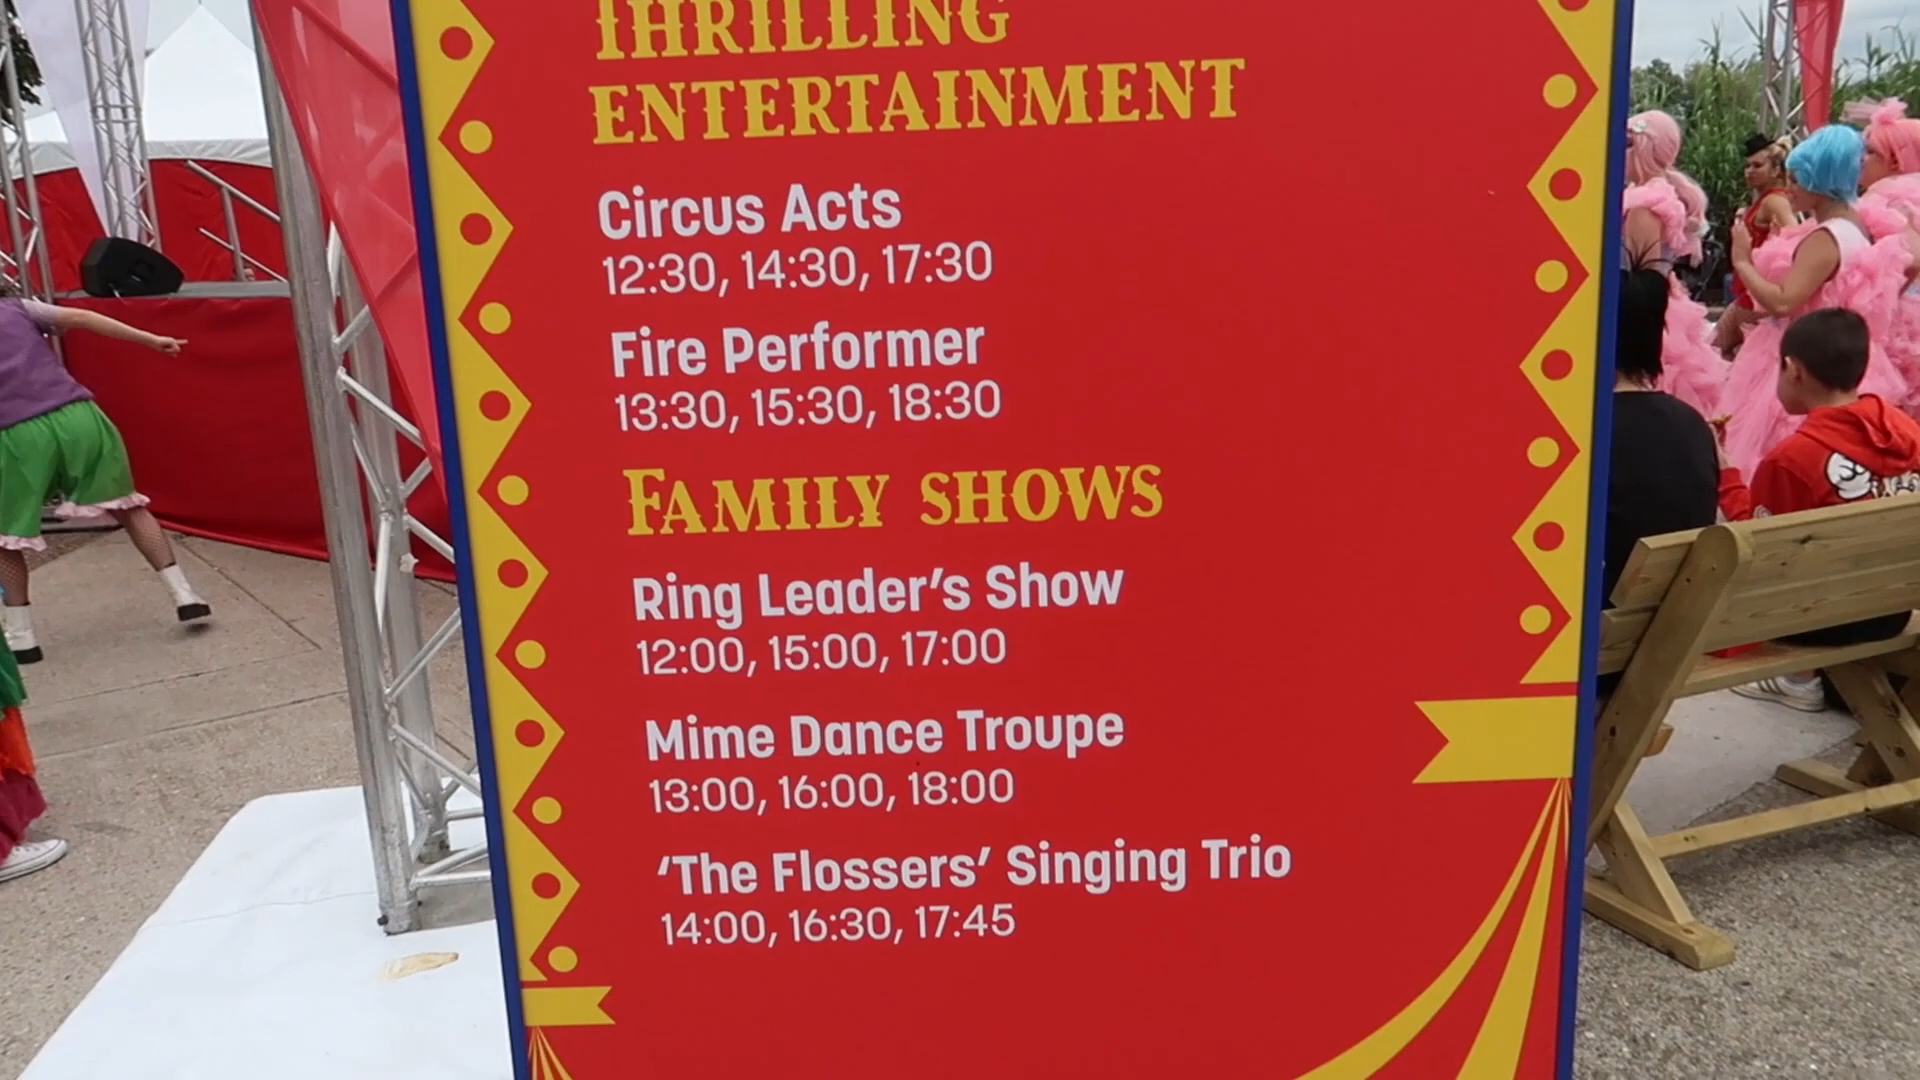 THRILLING
ENTERTAINMENT
Circus Acts
12:30, 14:30, 17:30
Fire Performer
13:30, 15:30, 18:30
FAMILY SHOWS
Ring Leader's Show
12:00, 15:00, 17:00
Mime Dance Troupe
13:00, 16:00, 18:00
‘The Flossers’ Singing Trio
14:00, 16:30, 17:45